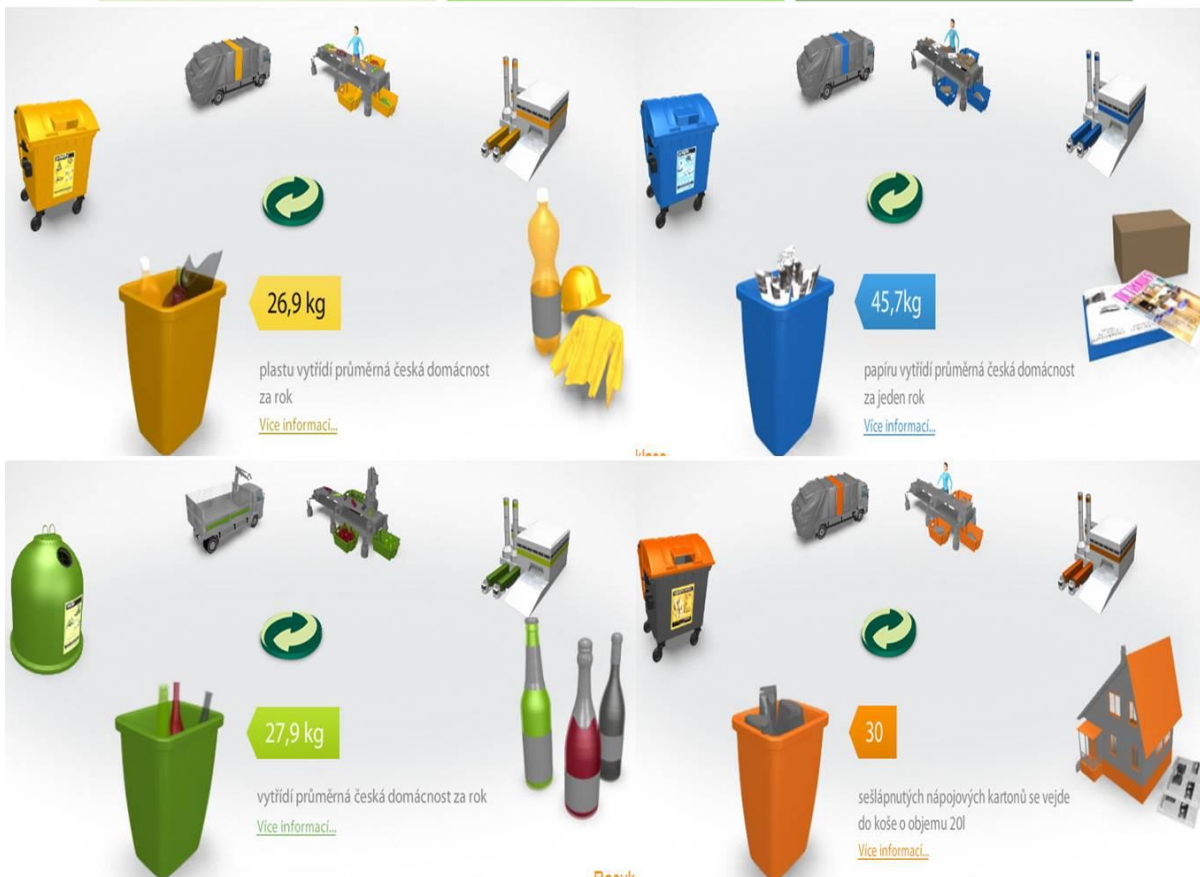 26,9 kg
plastu vytřídí průměrná česká domácnost
za rok
Více informací...
45,7kg
papíru vytřídí průměrná česká domácnost
za jeden rok
Více informací...
27,9 kg
vytřídí průměrná česká domácnost za rok
Více informací...
30
sešlápnutých nápojových kartonů se vejde
do koše o objemu 20l
Více informací...